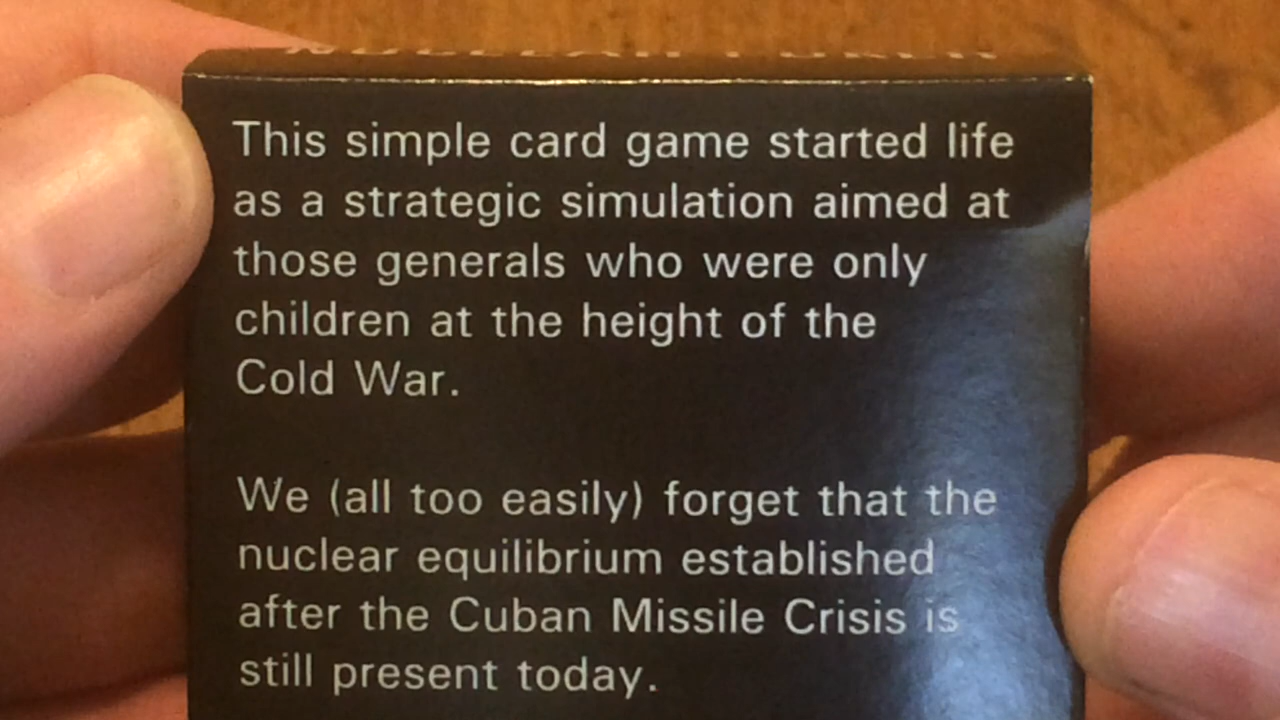 NUCLEAR POKER
This simple card game started life
as a strategic simulation aimed at
those generals who were only
children at the height of the
Cold War.
We (all too easily) forget that the
nuclear equilibrium established
after the Cuban Missile Crisis is
still present today.